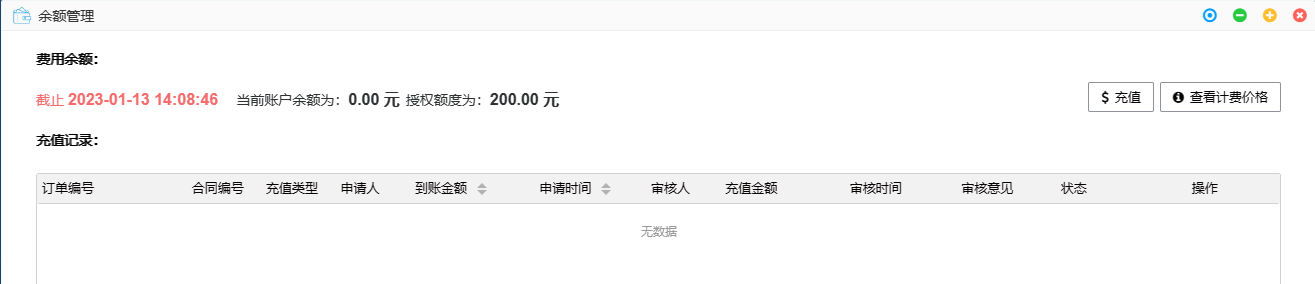 余额管理
费用余额:
截止 2023-01-13 14:08:46 当前账户余额为: 0.00 元 授权额度为: 200.00 元 $ 充值 查看计费价格
充值记录:
订单编号 合同编号 充值类型 申请人 到账金额 申请时间 审核人 充值金额 审核时间 审核意见 状态 操作
无数据